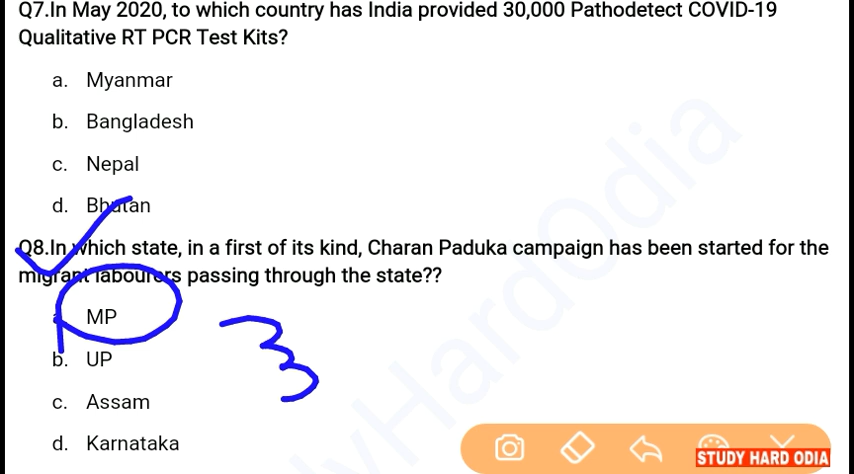 Q7.In May 2020, to which country has India provided 30,000 Pathodetect COVID-19
Qualitative RT PCR Test Kits?
a. Myanmar
b. Bangladesh
c. Nepal
d. Bhutan
Q8.In which state, in a first of its kind, Charan Paduka campaign has been started for the
migrant labourers passing through the state??
a. MP
b. UP
c. Assam
d. Karnataka
3
StudyHardOdia
STUDY HARD ODIA